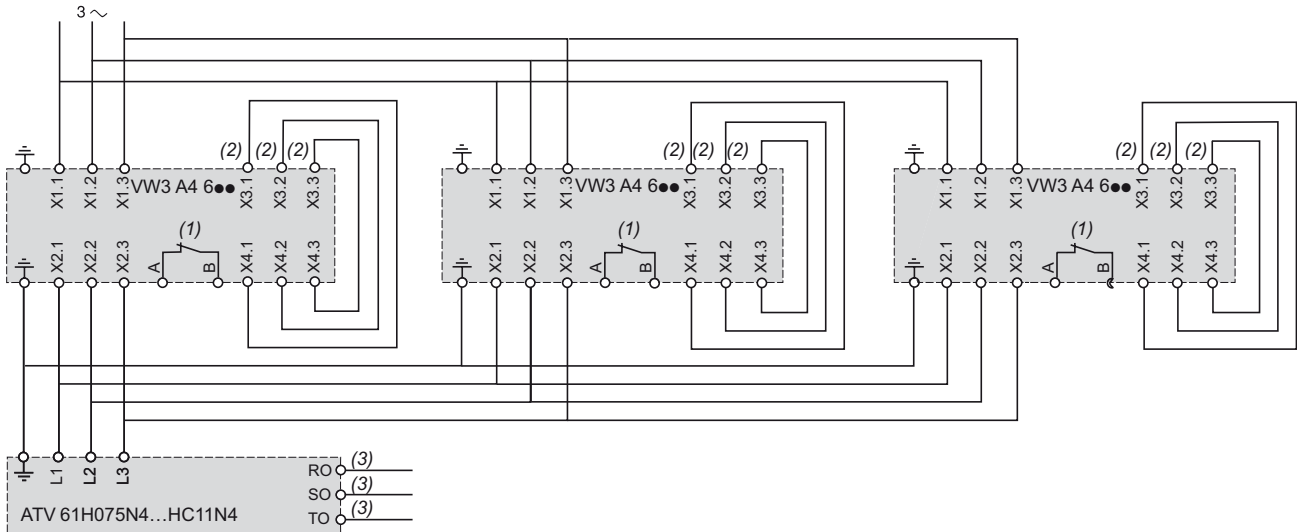 3 ~
(2) (2) (2) (2) (2) (2) (2) (2) (2)
X1.1 X1.2 X1.3 VW3 A4 6●● X3.1 X3.2 X3.3 X1.1 X1.2 X1.3 VW3 A4 6●● X3.1 X3.2 X3.3 X1.1 X1.2 X1.3 VW3 A4 6●● X3.1 X3.2 X3.3
(1) (1) (1)
X2.1 X2.2 X2.3 A B X4.1 X4.2 X4.3 X2.1 X2.2 X2.3 A B X4.1 X4.2 X4.3 X2.1 X2.2 X2.3 A B X4.1 X4.2 X4.3
L1 L2 L3 RO (3)
SO (3)
ATV 61H075N4...HC11N4 TO (3)